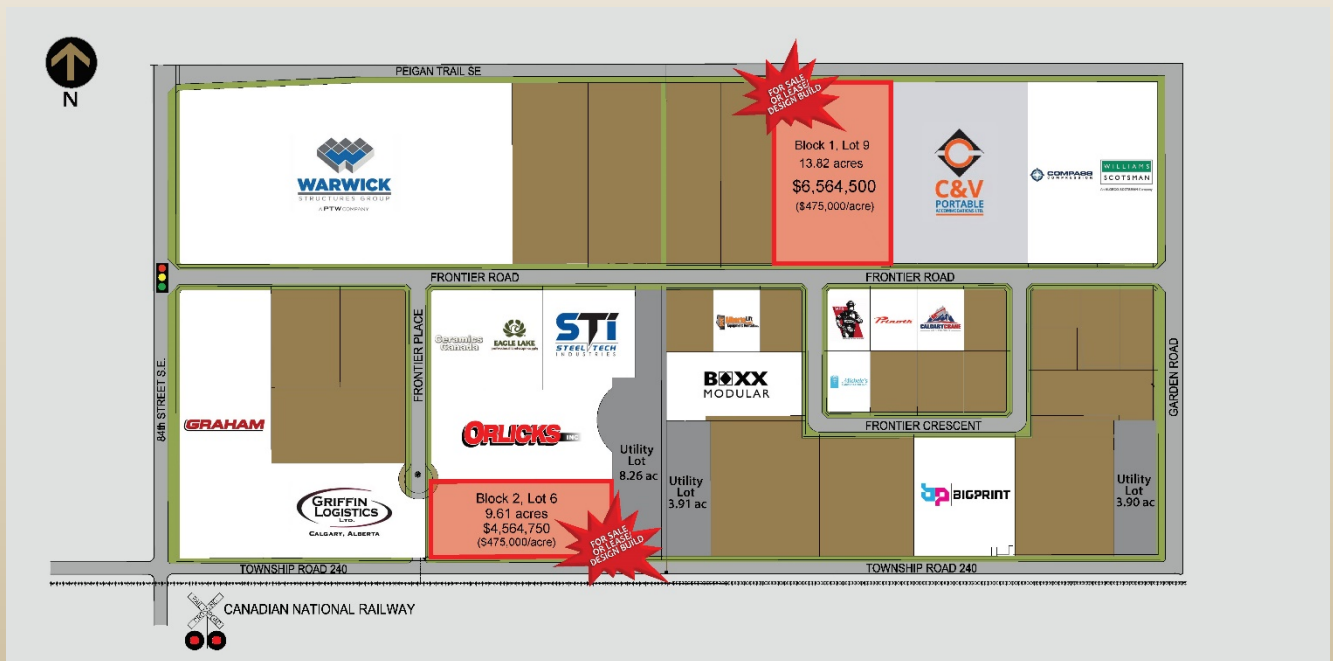 N
PEIGAN TRAIL SE
FOR SALE
OR LEASE/
DESIGN BUILD
WARWICK
STRUCTURES GROUP
A PTW COMPANY
Block 1, Lot 9
13.82 acres
$6,564,500
($475,000/acre)
C&V
PORTABLE
ACCOMMODATIONS LTD.
COMPASS
COMPRESSION
WILLIAMS
SCOTSMAN
FRONTIER ROAD
FRONTIER ROAD
84th STREET S.E.
FRONTIER PLACE
GARDEN ROAD
Ceramics
Canada
EAGLE LAKE
STI
STEEL TECH
INDUSTRIES
Prinoth
CALGARY CRANE
BOXX
MODULAR
GRAHAM
ORLICKS INC
FRONTIER CRESCENT
Utility
Lot
8.26 ac
Utility
Lot
3.91 ac
BIGPRINT
Utility
Lot
3.90 ac
GRIFFIN
LOGISTICS
LTD.
CALGARY, ALBERTA
Block 2, Lot 6
9.61 acres
$4,564,750
($475,000/acre)
FOR SALE
OR LEASE/
DESIGN BUILD
TOWNSHIP ROAD 240
TOWNSHIP ROAD 240
CANADIAN NATIONAL RAILWAY